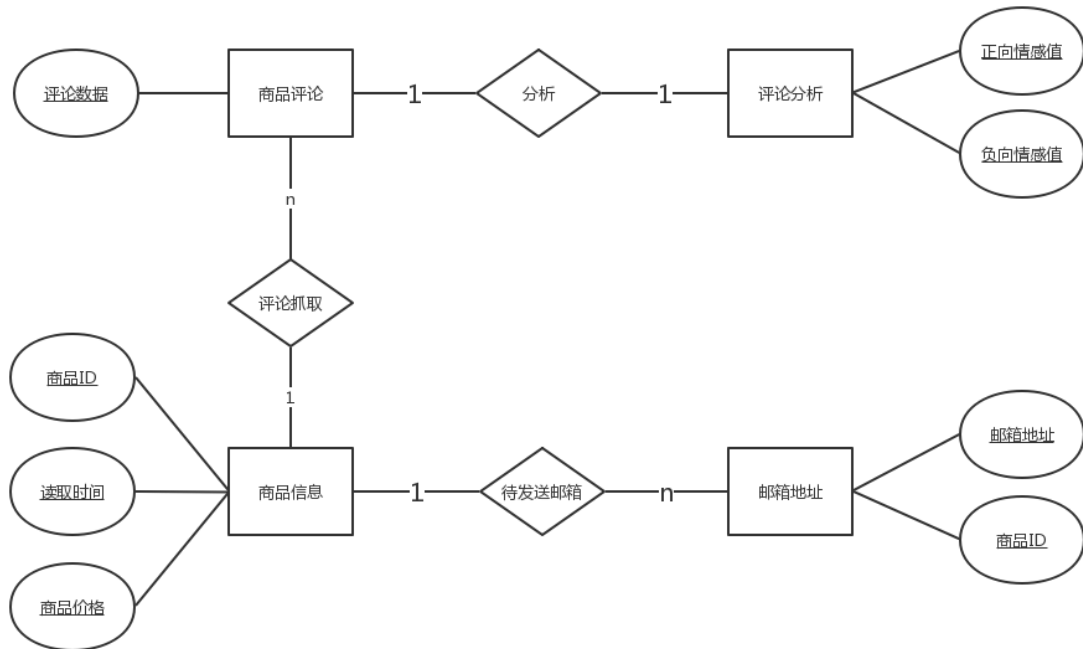 正向情感值
评论数据
商品评论
1
分析
1
评论分析
负向情感值
n
评论抓取
商品ID
1
邮箱地址
读取时间
商品信息
1
待发送邮箱
n
邮箱地址
商品ID
商品价格